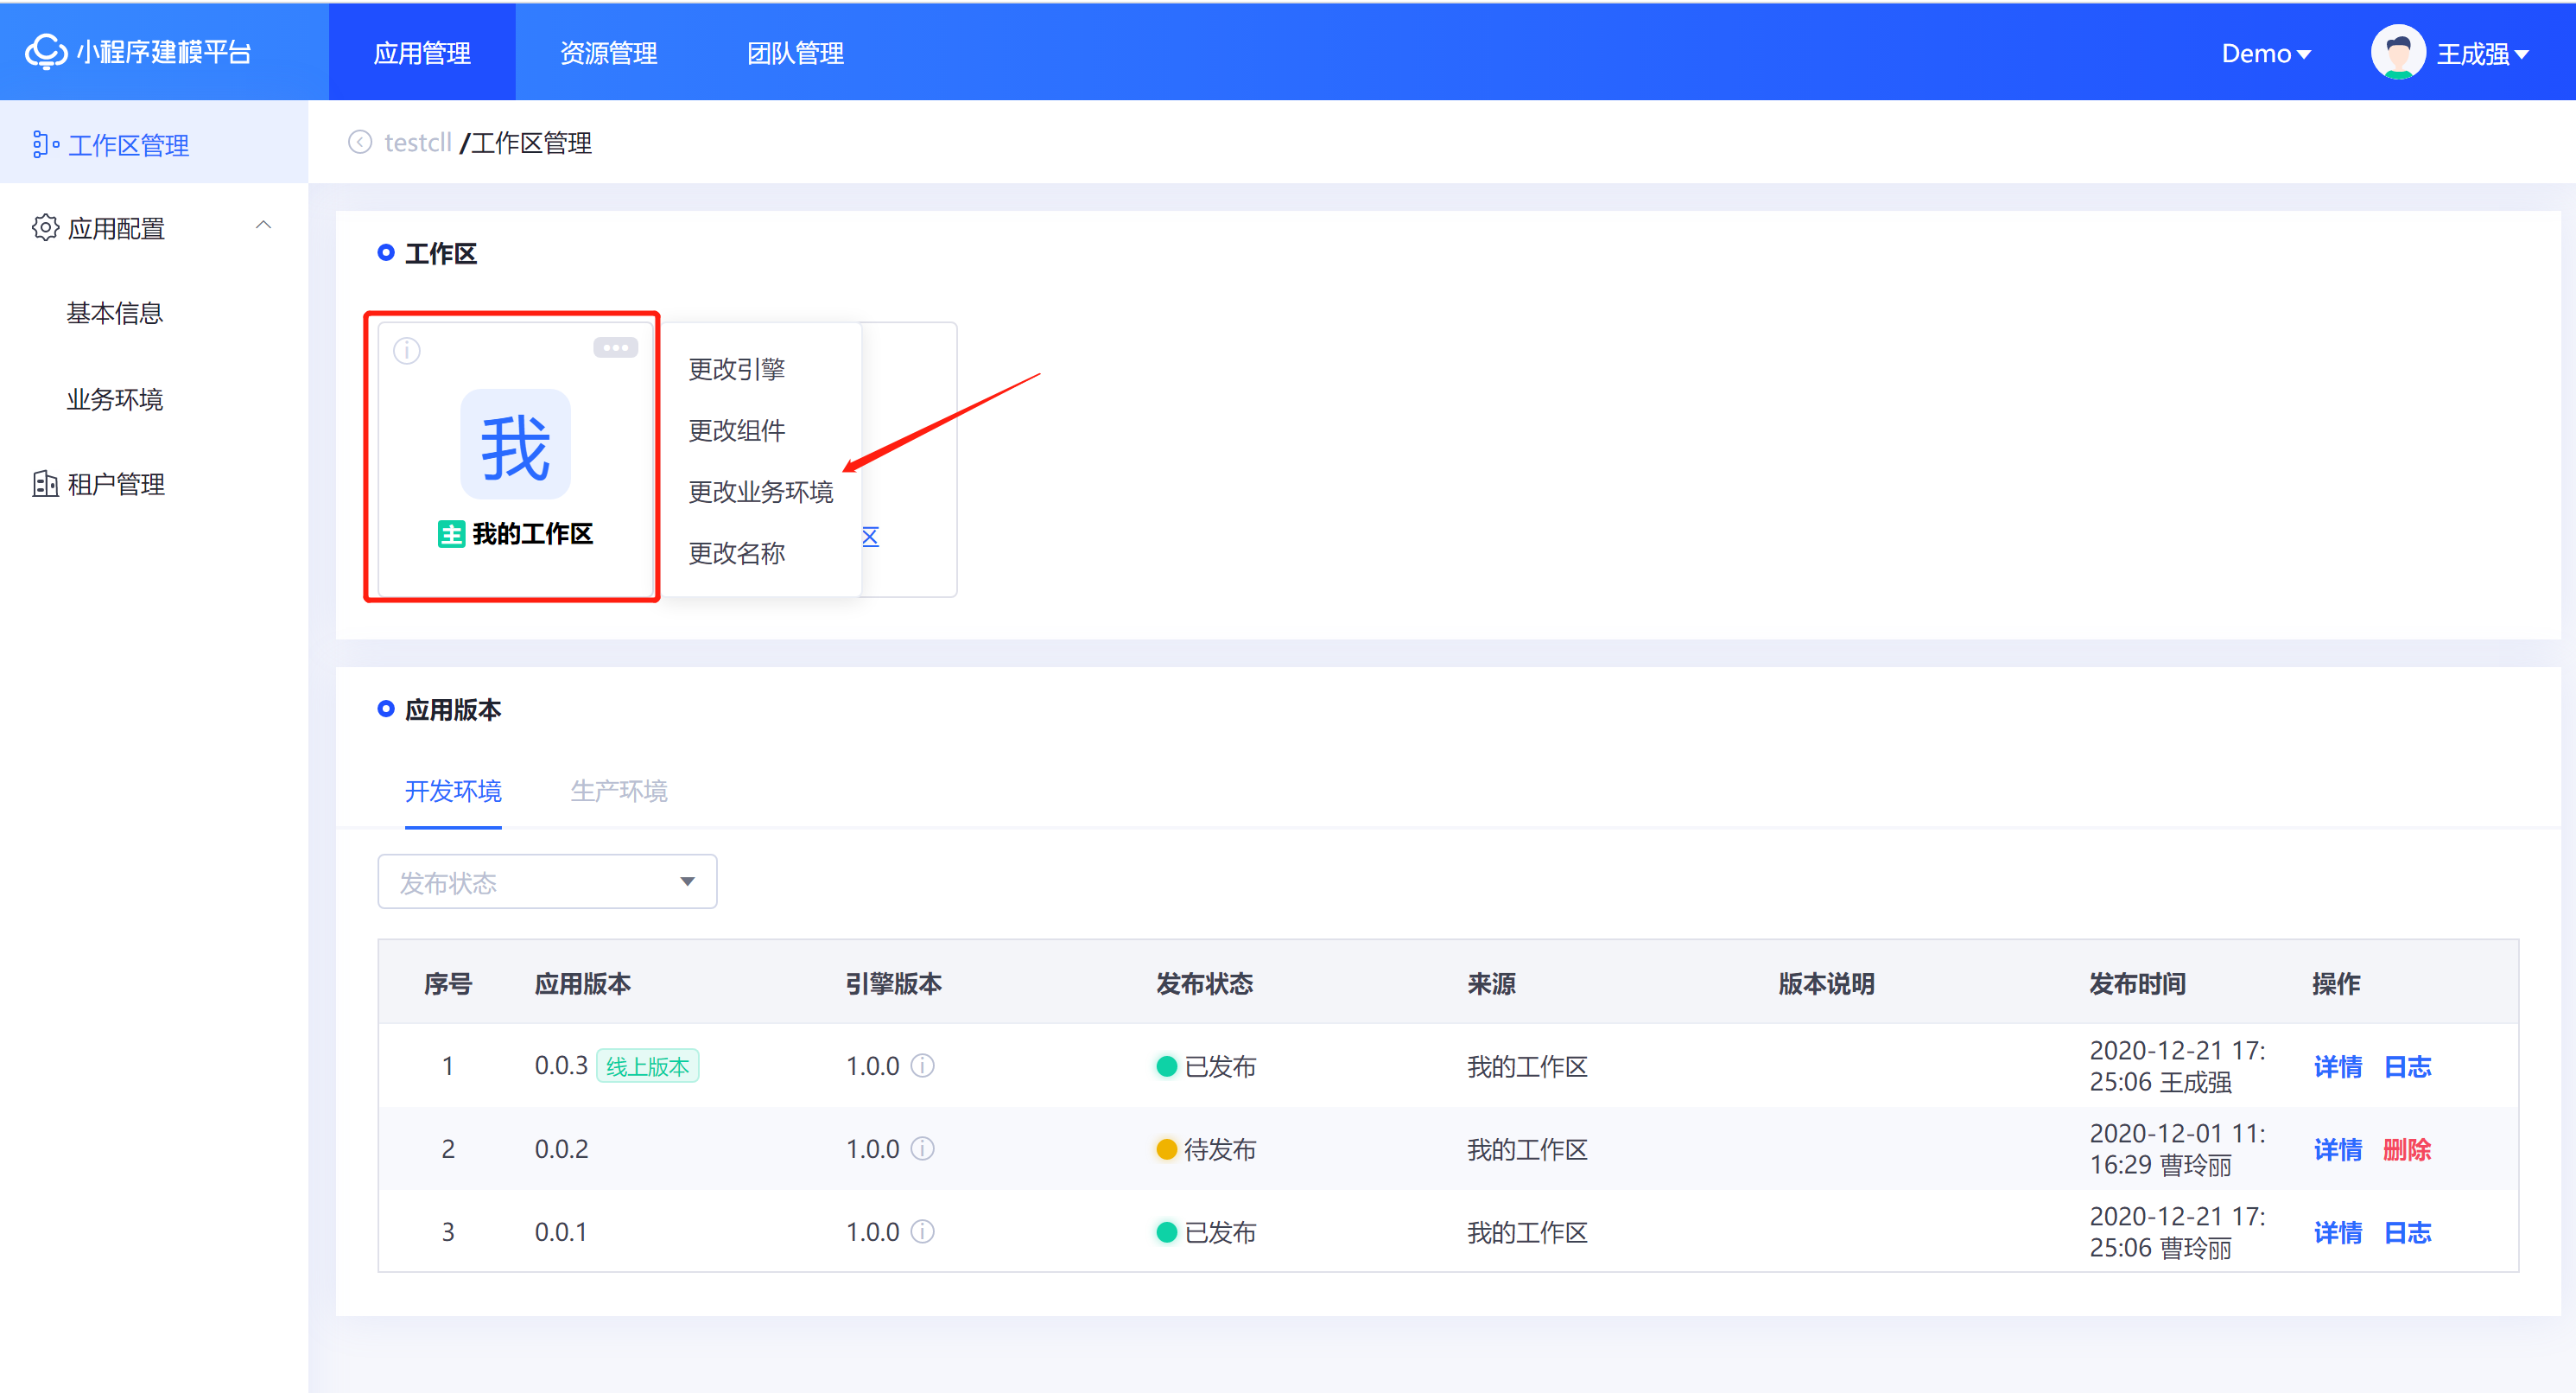 小程序建模平台
应用管理
资源管理
团队管理
Demo
王成强
工作区管理
应用配置
基本信息
业务环境
租户管理
testcll /工作区管理
工作区
我
主 我的工作区
更改引擎
更改组件
更改业务环境
更改名称
区
应用版本
开发环境
生产环境
发布状态
序号 应用版本 引擎版本 发布状态 来源 版本说明 发布时间 操作
1 0.0.3 线上版本 1.0.0 已发布 我的工作区 2020-12-21 17:
25:06 王成强 详情 日志
2 0.0.2 1.0.0 待发布 我的工作区 2020-12-01 11:
16:29 曹玲丽 详情 删除
3 0.0.1 1.0.0 已发布 我的工作区 2020-12-21 17:
25:06 曹玲丽 详情 日志